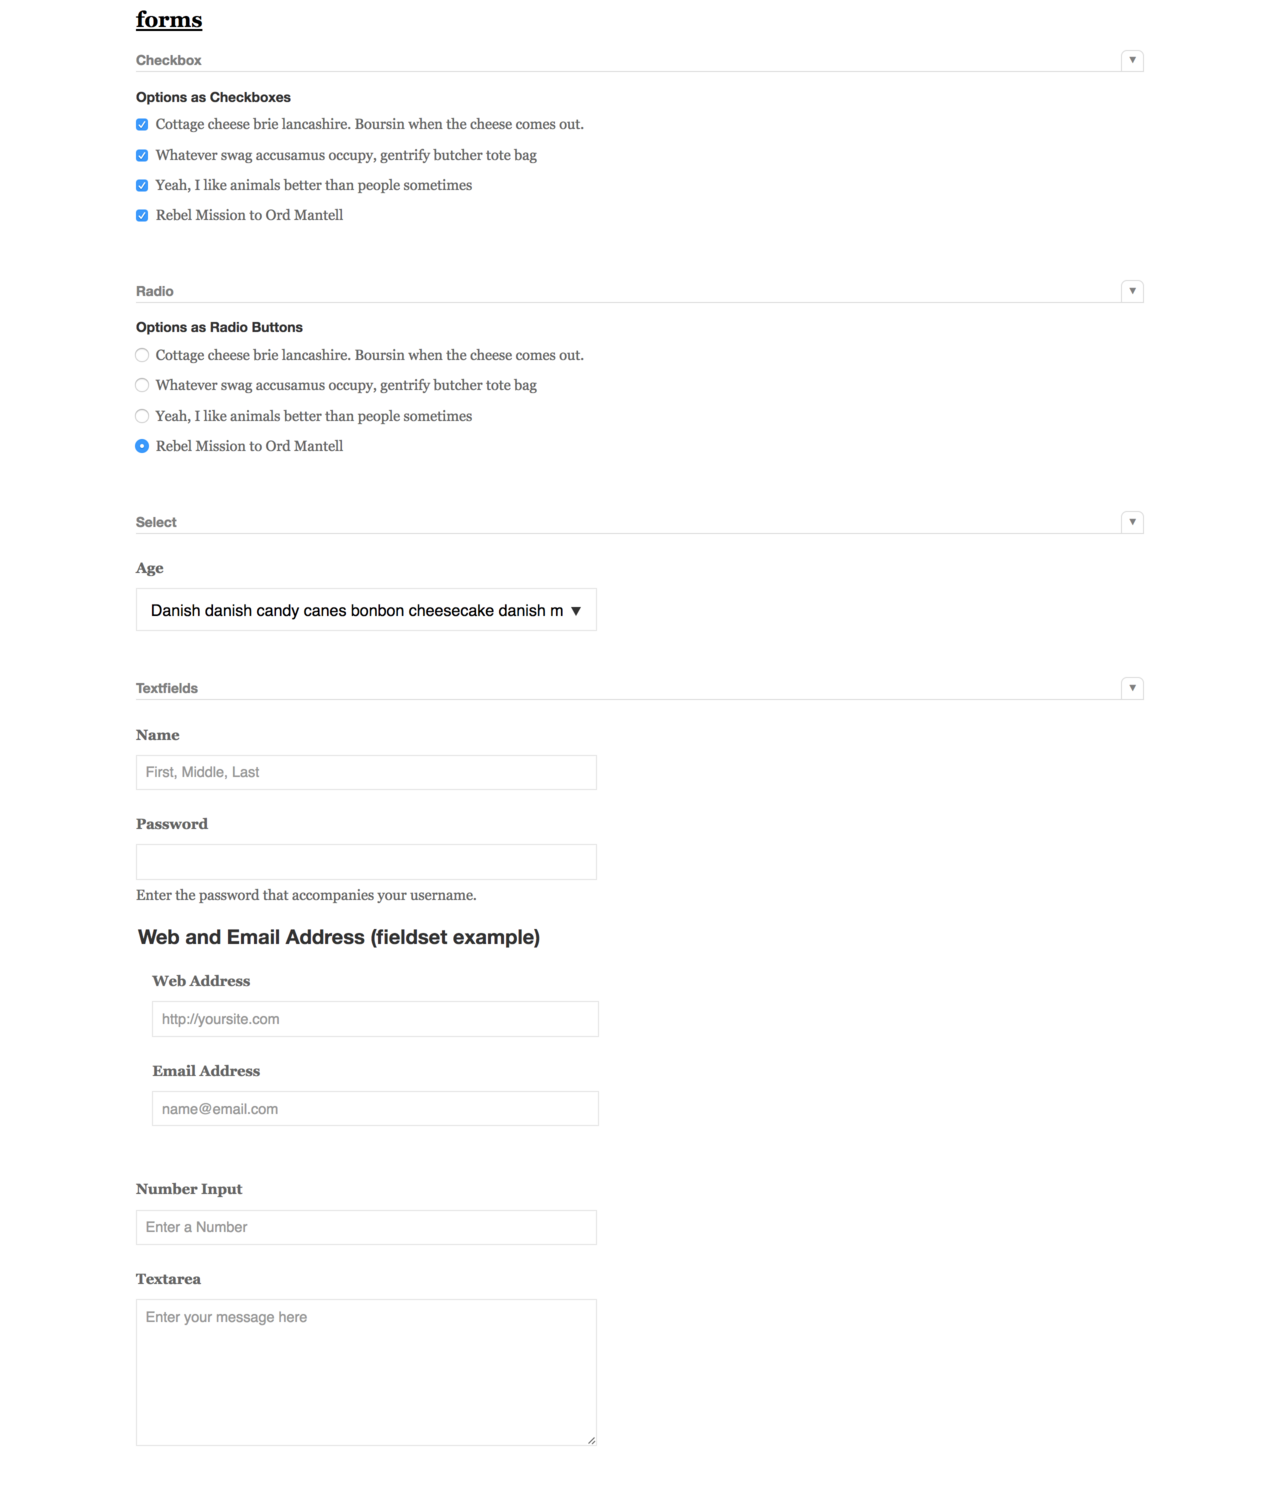 forms
Checkbox
Options as Checkboxes
Cottage cheese brie lancashire. Boursin when the cheese comes out.
Whatever swag accusamus occupy, gentrify butcher tote bag
Yeah, I like animals better than people sometimes
Rebel Mission to Ord Mantell
Radio
Options as Radio Buttons
Cottage cheese brie lancashire. Boursin when the cheese comes out.
Whatever swag accusamus occupy, gentrify butcher tote bag
Yeah, I like animals better than people sometimes
Rebel Mission to Ord Mantell
Select
Age
Danish danish candy canes bonbon cheesecake danish m
Textfields
Name
First, Middle, Last
Password
Enter the password that accompanies your username.
Web and Email Address (fieldset example)
Web Address
http://yoursite.com
Email Address
name@email.com
Number Input
Enter a Number
Textarea
Enter your message here